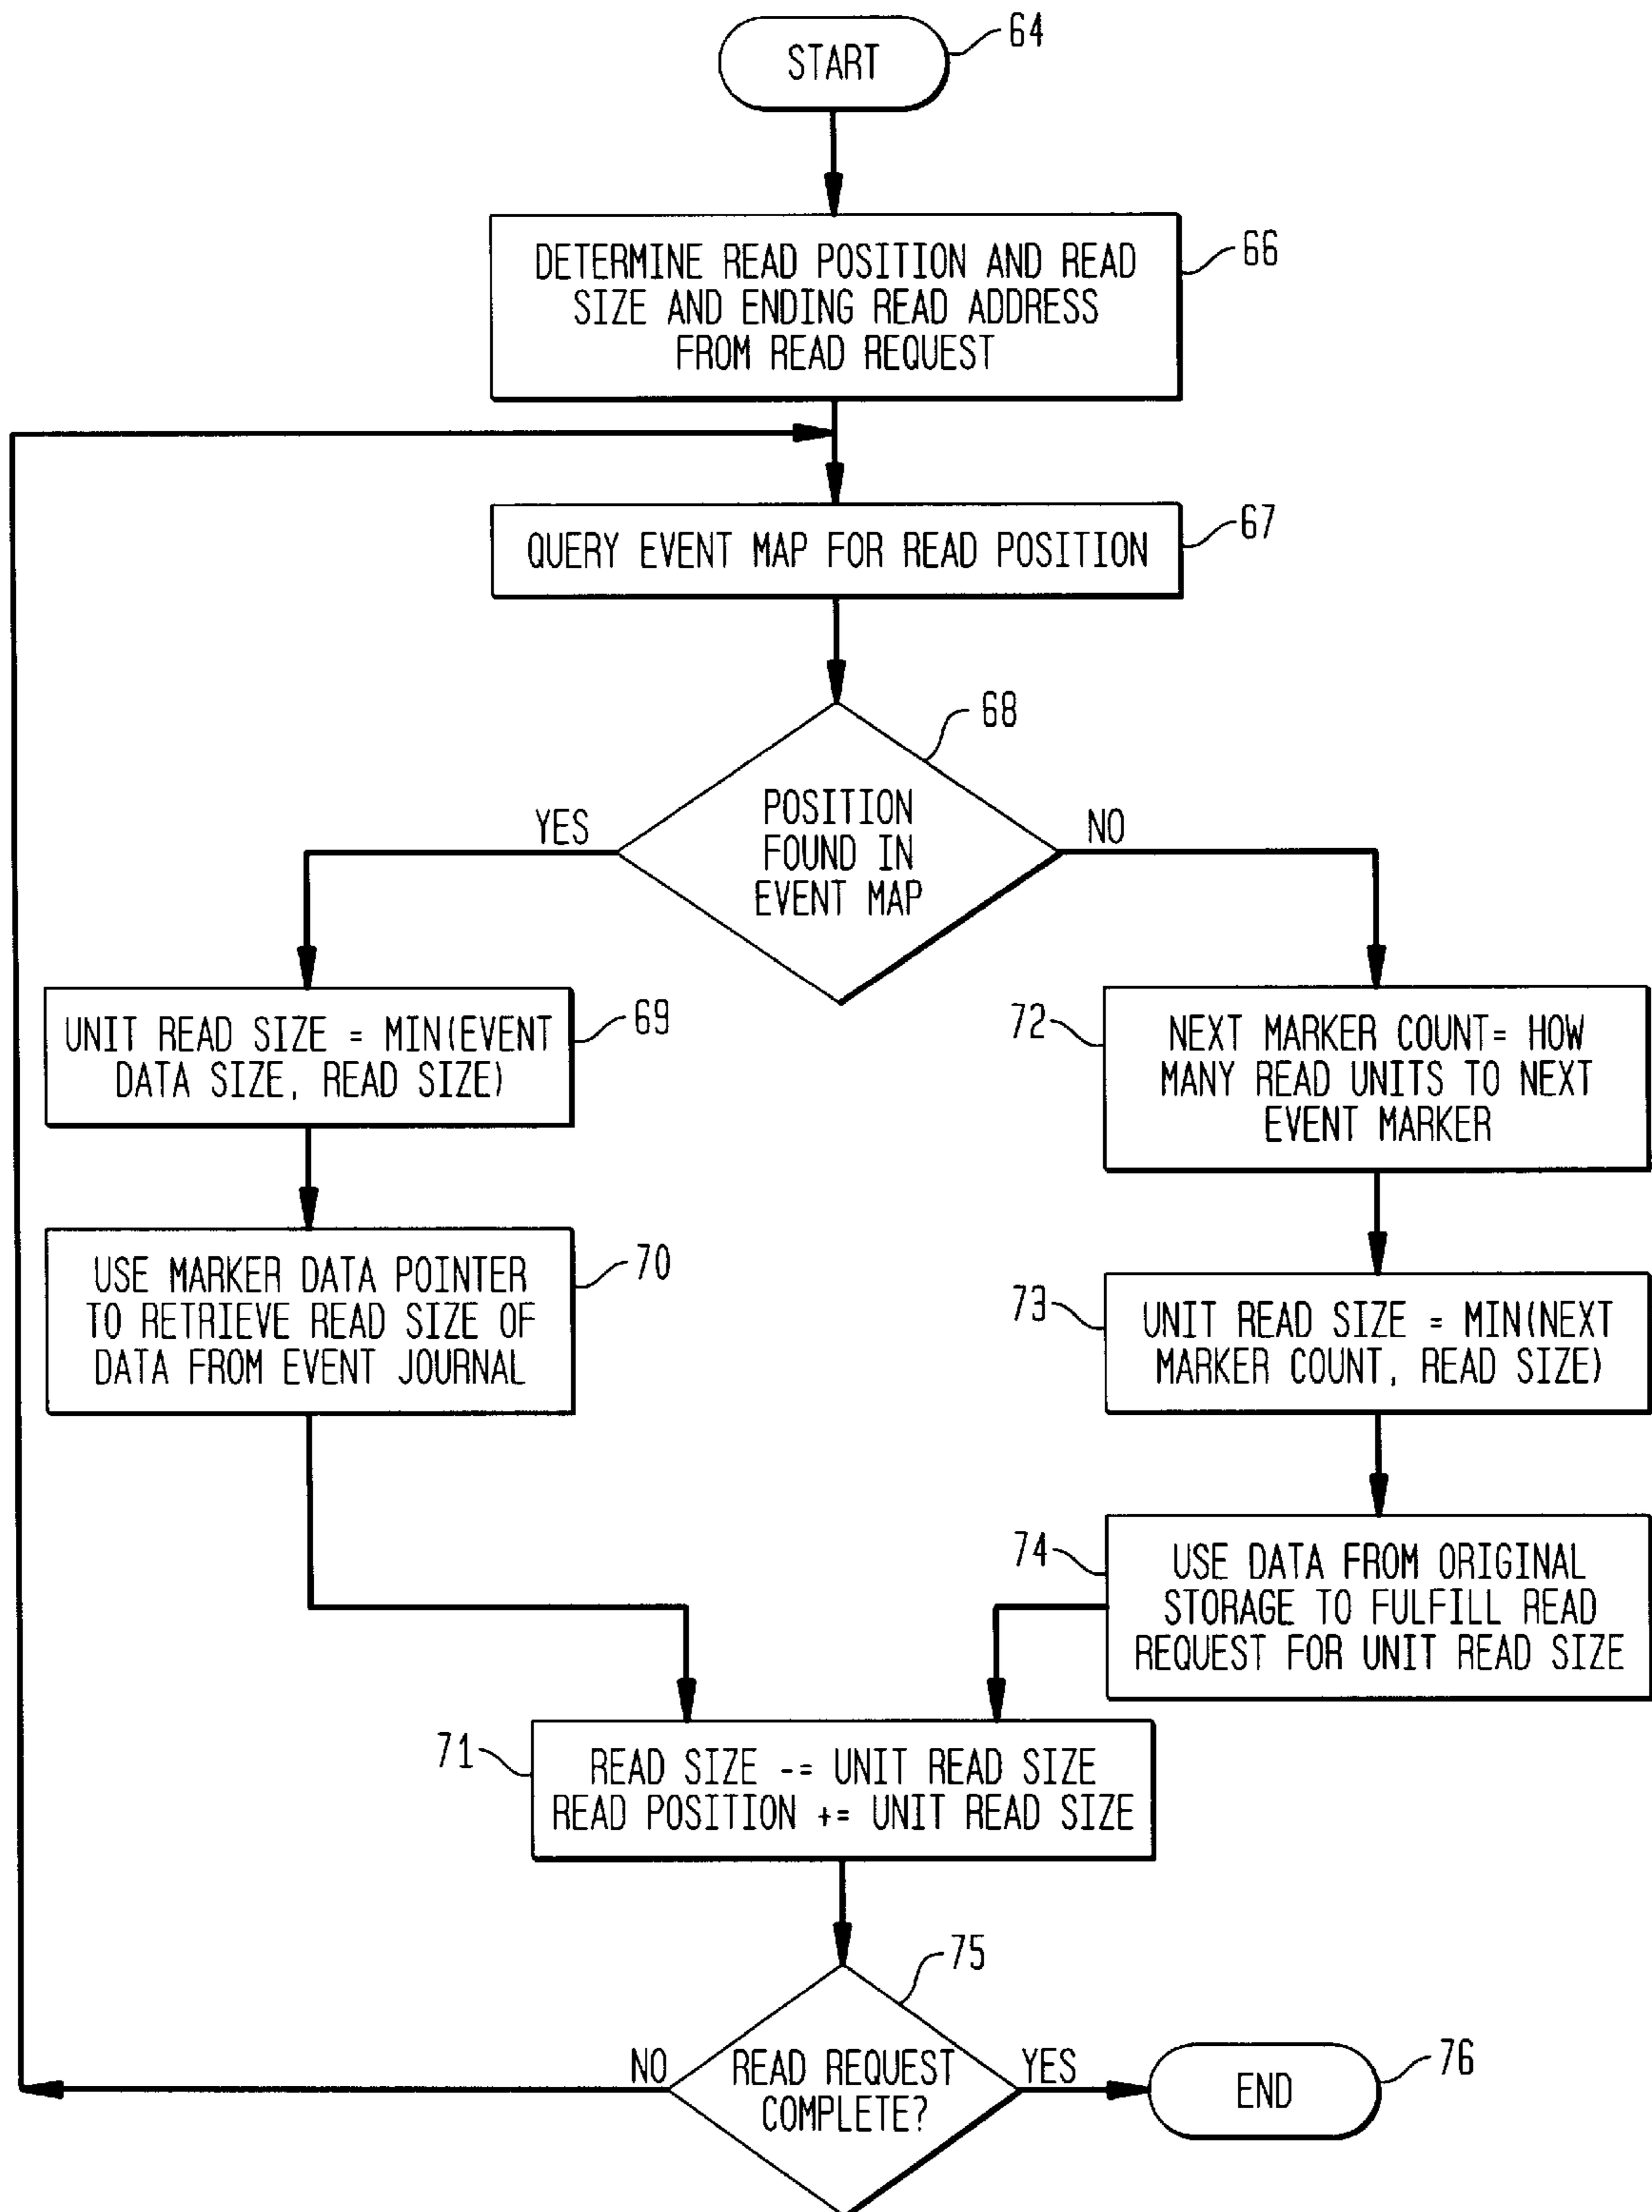 START
64
DETERMINE READ POSITION AND READ
SIZE AND ENDING READ ADDRESS
FROM READ REQUEST
66
QUERY EVENT MAP FOR READ POSITION
67
68
POSITION
FOUND IN
EVENT MAP
YES
NO
UNIT READ SIZE = MIN(EVENT
DATA SIZE, READ SIZE)
69
72
NEXT MARKER COUNT= HOW
MANY READ UNITS TO NEXT
EVENT MARKER
USE MARKER DATA POINTER
TO RETRIEVE READ SIZE OF
DATA FROM EVENT JOURNAL
70
73
UNIT READ SIZE = MIN(NEXT
MARKER COUNT, READ SIZE)
74
USE DATA FROM ORIGINAL
STORAGE TO FULFILL READ
REQUEST FOR UNIT READ SIZE
71
READ SIZE -= UNIT READ SIZE
READ POSITION += UNIT READ SIZE
75
NO
READ REQUEST
COMPLETE?
YES
END
76